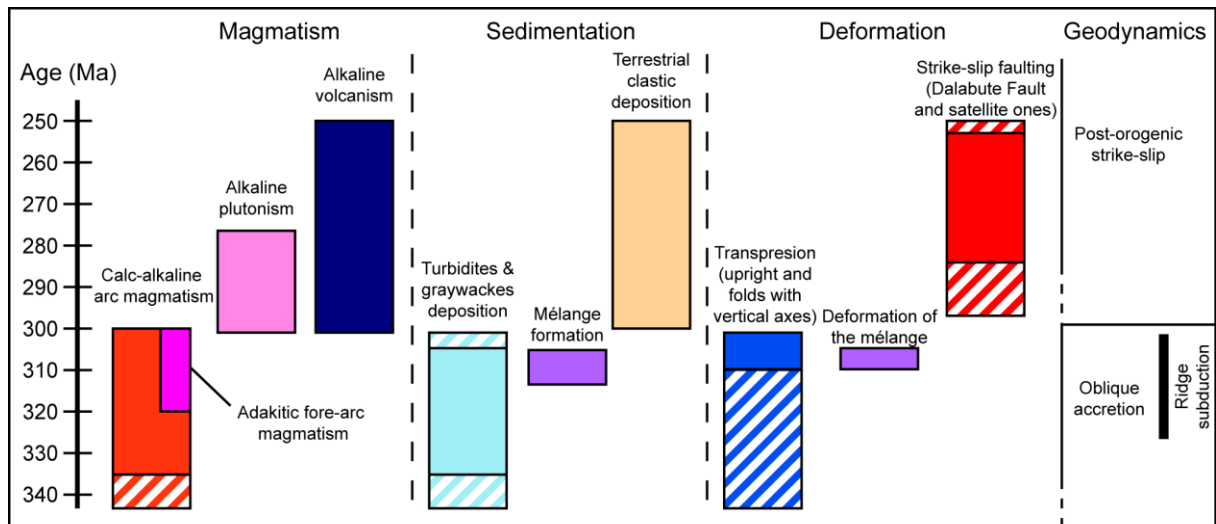 Magmatism
Sedimentation
Deformation
Geodynamics
Age (Ma)
250
260
270
280
290
300
310
320
330
340
Calc-alkaline
arc magmatism
Adakitic fore-arc
magmatism
Alkaline
plutonism
Alkaline
volcanism
Turbidites &
graywackes
deposition
Mélange
formation
Terrestrial
clastic
deposition
Transpresion
(upright and
folds with
vertical axes)
Deformation of
the mélange
Strike-slip faulting
(Dalabute Fault
and satellite ones)
Post-orogenic
strike-slip
Oblique
accretion
Ridge
subduction